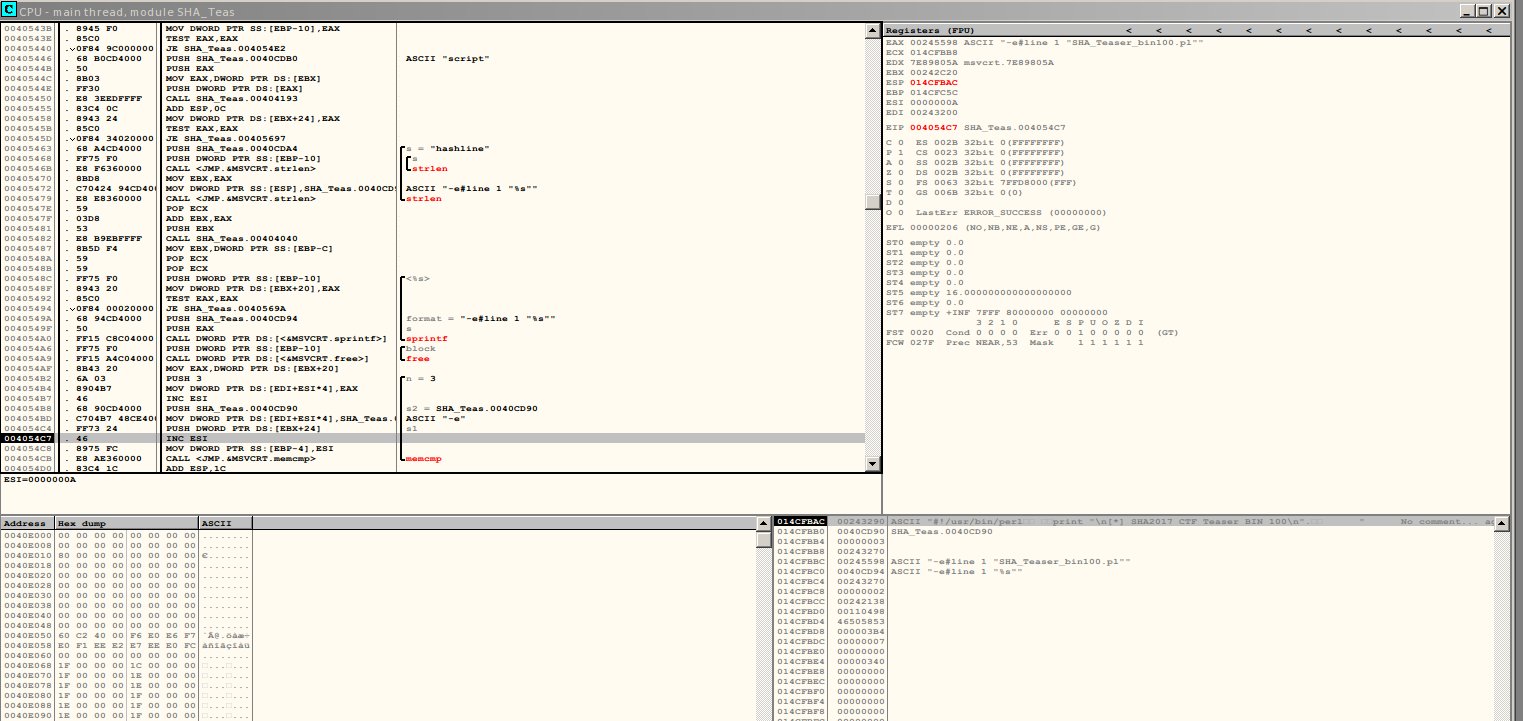 C CPU - main thread, module SHA_Teas
0040543B . 8945 F0 MOV DWORD PTR SS:[EBP-10],EAX
0040543E . 85C0 TEST EAX,EAX
00405440 .v0F84 9C000000 JE SHA_Teas.004054E2
00405446 . 68 B0CD4000 PUSH SHA_Teas.0040CDB0 ASCII "script"
0040544B . 50 PUSH EAX
0040544C . 8B03 MOV EAX,DWORD PTR DS:[EBX]
0040544E . FF30 PUSH DWORD PTR DS:[EAX]
00405450 . E8 3EEDFFFF CALL SHA_Teas.00404193
00405455 . 83C4 0C ADD ESP,0C
00405458 . 8943 24 MOV DWORD PTR DS:[EBX+24],EAX
0040545B . 85C0 TEST EAX,EAX
0040545D .v0F84 34020000 JE SHA_Teas.00405697
00405463 . 68 A4CD4000 PUSH SHA_Teas.0040CDA4 s = "hashline"
00405468 . FF75 F0 PUSH DWORD PTR SS:[EBP-10] s
0040546B . E8 F6360000 CALL <JMP.&MSVCRT.strlen> strlen
00405470 . 8BD8 MOV EBX,EAX
00405472 . C70424 94CD400 MOV DWORD PTR SS:[ESP],SHA_Teas.0040CD9 ASCII "-e#line 1 "%s""
00405479 . E8 E8360000 CALL <JMP.&MSVCRT.strlen> strlen
0040547E . 59 POP ECX
0040547F . 03D8 ADD EBX,EAX
00405481 . 53 PUSH EBX
00405482 . E8 B9EBFFFF CALL SHA_Teas.00404040
00405487 . 8B5D F4 MOV EBX,DWORD PTR SS:[EBP-C]
0040548A . 59 POP ECX
0040548B . 59 POP ECX
0040548C . FF75 F0 PUSH DWORD PTR SS:[EBP-10] <%s>
0040548F . 8943 20 MOV DWORD PTR DS:[EBX+20],EAX
00405492 . 85C0 TEST EAX,EAX
00405494 .v0F84 00020000 JE SHA_Teas.0040569A
0040549A . 68 94CD4000 PUSH SHA_Teas.0040CD94 format = "-e#line 1 "%s""
0040549F . 50 PUSH EAX s
004054A0 . FF15 C8C04000 CALL DWORD PTR DS:[<&MSVCRT.sprintf>] sprintf
004054A6 . FF75 F0 PUSH DWORD PTR SS:[EBP-10] block
004054A9 . FF15 A4C04000 CALL DWORD PTR DS:[<&MSVCRT.free>] free
004054AF . 8B43 20 MOV EAX,DWORD PTR DS:[EBX+20]
004054B2 . 6A 03 PUSH 3 n = 3
004054B4 . 8904B7 MOV DWORD PTR DS:[EDI+ESI*4],EAX
004054B7 . 46 INC ESI
004054B8 . 68 90CD4000 PUSH SHA_Teas.0040CD90 s2 = SHA_Teas.0040CD90
004054BD . C704B7 48CE40 MOV DWORD PTR DS:[EDI+ESI*4],SHA_Teas. ASCII "-e"
004054C4 . FF73 24 PUSH DWORD PTR DS:[EBX+24] s1
004054C7 . 46 INC ESI
004054C8 . 8975 FC MOV DWORD PTR SS:[EBP-4],ESI
004054CB . E8 AE360000 CALL <JMP.&MSVCRT.memcmp> memcmp
004054D0 . 83C4 1C ADD ESP,1C
ESI=0000000A
Registers (FPU) < < < < < < < < < <
EAX 00245598 ASCII "-e#line 1 "SHA_Teaser_bin100.pl""
ECX 014CFBB8
EDX 7E89805A msvcrt.7E89805A
EBX 00242C20
ESP 014CFBAC
EBP 014CFC5C
ESI 0000000A
EDI 00243200
EIP 004054C7 SHA_Teas.004054C7
C 0 ES 002B 32bit 0(FFFFFFFF)
P 1 CS 0023 32bit 0(FFFFFFFF)
A 0 SS 002B 32bit 0(FFFFFFFF)
Z 0 DS 002B 32bit 0(FFFFFFFF)
S 0 FS 0063 32bit 7FFD8000(FFF)
T 0 GS 006B 32bit 0(0)
D 0
O 0 LastErr ERROR_SUCCESS (00000000)
EFL 00000206 (NO,NB,NE,A,NS,PE,GE,G)
ST0 empty 0.0
ST1 empty 0.0
ST2 empty 0.0
ST3 empty 0.0
ST4 empty 0.0
ST5 empty 16.000000000000000000
ST6 empty 0.0
ST7 empty +INF 7FFF 80000000 00000000
3 2 1 0 E S P U O Z D I
FST 0020 Cond 0 0 0 0 Err 0 0 1 0 0 0 0 0 (GT)
FCW 027F Prec NEAR,53 Mask 1 1 1 1 1 1
Address Hex dump ASCII
0040E000 00 00 00 00 00 00 00 00 ........
0040E008 00 00 00 00 00 00 00 00 ........
0040E010 80 00 00 00 00 00 00 00 €.......
0040E018 00 00 00 00 00 00 00 00 ........
0040E020 00 00 00 00 00 00 00 00 ........
0040E028 00 00 00 00 00 00 00 00 ........
0040E030 00 00 00 00 00 00 00 00 ........
0040E038 00 00 00 00 00 00 00 00 ........
0040E040 00 00 00 00 00 00 00 00 ........
0040E048 00 00 00 00 00 00 00 00 ........
0040E050 60 C2 40 00 F6 E0 E6 F7 `Â@.öàæ÷
0040E058 E0 F1 EE E2 E7 EE E0 FC àñîâçîàü
0040E060 00 00 00 00 00 00 00 00 ........
0040E068 1F 00 00 00 1C 00 00 00 □...□...
0040E070 1F 00 00 00 1E 00 00 00 □...□...
0040E078 1F 00 00 00 1E 00 00 00 □...□...
0040E080 1F 00 00 00 1F 00 00 00 □...□...
0040E088 1E 00 00 00 1F 00 00 00 □...□...
0040E090 1E 00 00 00 1F 00 00 00 □...□...
014CFBAC 00243290 ASCII "#!/usr/bin/perl□□ □□print "\n[*] SHA2017 CTF Teaser BIN 100\n".□□ " No comment...
014CFBB0 0040CD90 SHA_Teas.0040CD90
014CFBB4 00000003
014CFBB8 00243270
014CFBBC 00245598 ASCII "-e#line 1 "SHA_Teaser_bin100.pl""
014CFBC0 0040CD94 ASCII "-e#line 1 "%s""
014CFBC4 00243270
014CFBC8 00000002
014CFBCC 00242138
014CFBD0 00110498
014CFBD4 46505853
014CFBD8 000003B4
014CFBDC 00000007
014CFBE0 00000000
014CFBE4 00000340
014CFBE8 00000000
014CFBEC 00000000
014CFBF0 00000000
014CFBF4 00000000
014CFBF8 00000000